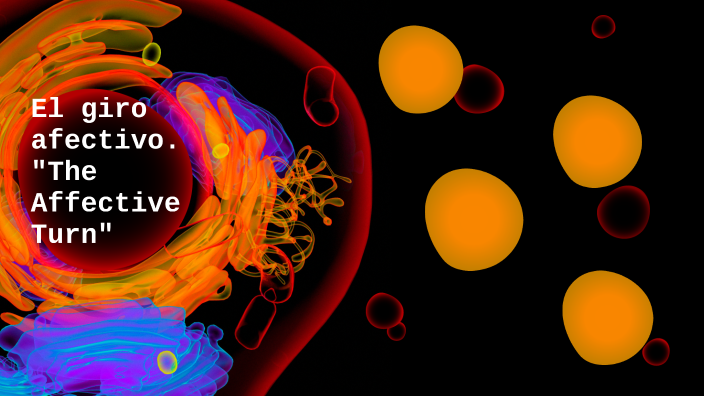 El giro
afectivo.
"The
Affective
Turn"